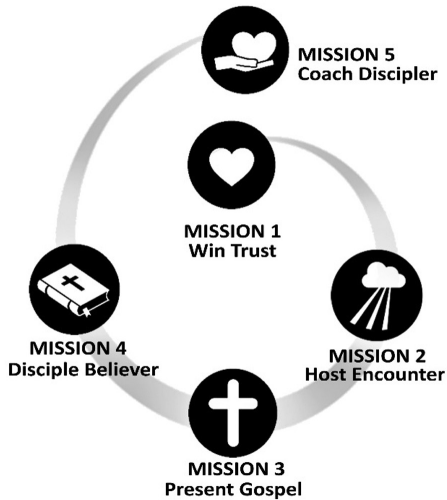 MISSION 5
Coach Discipler
MISSION 1
Win Trust
MISSION 2
Host Encounter
MISSION 4
Disciple Believer
MISSION 3
Present Gospel